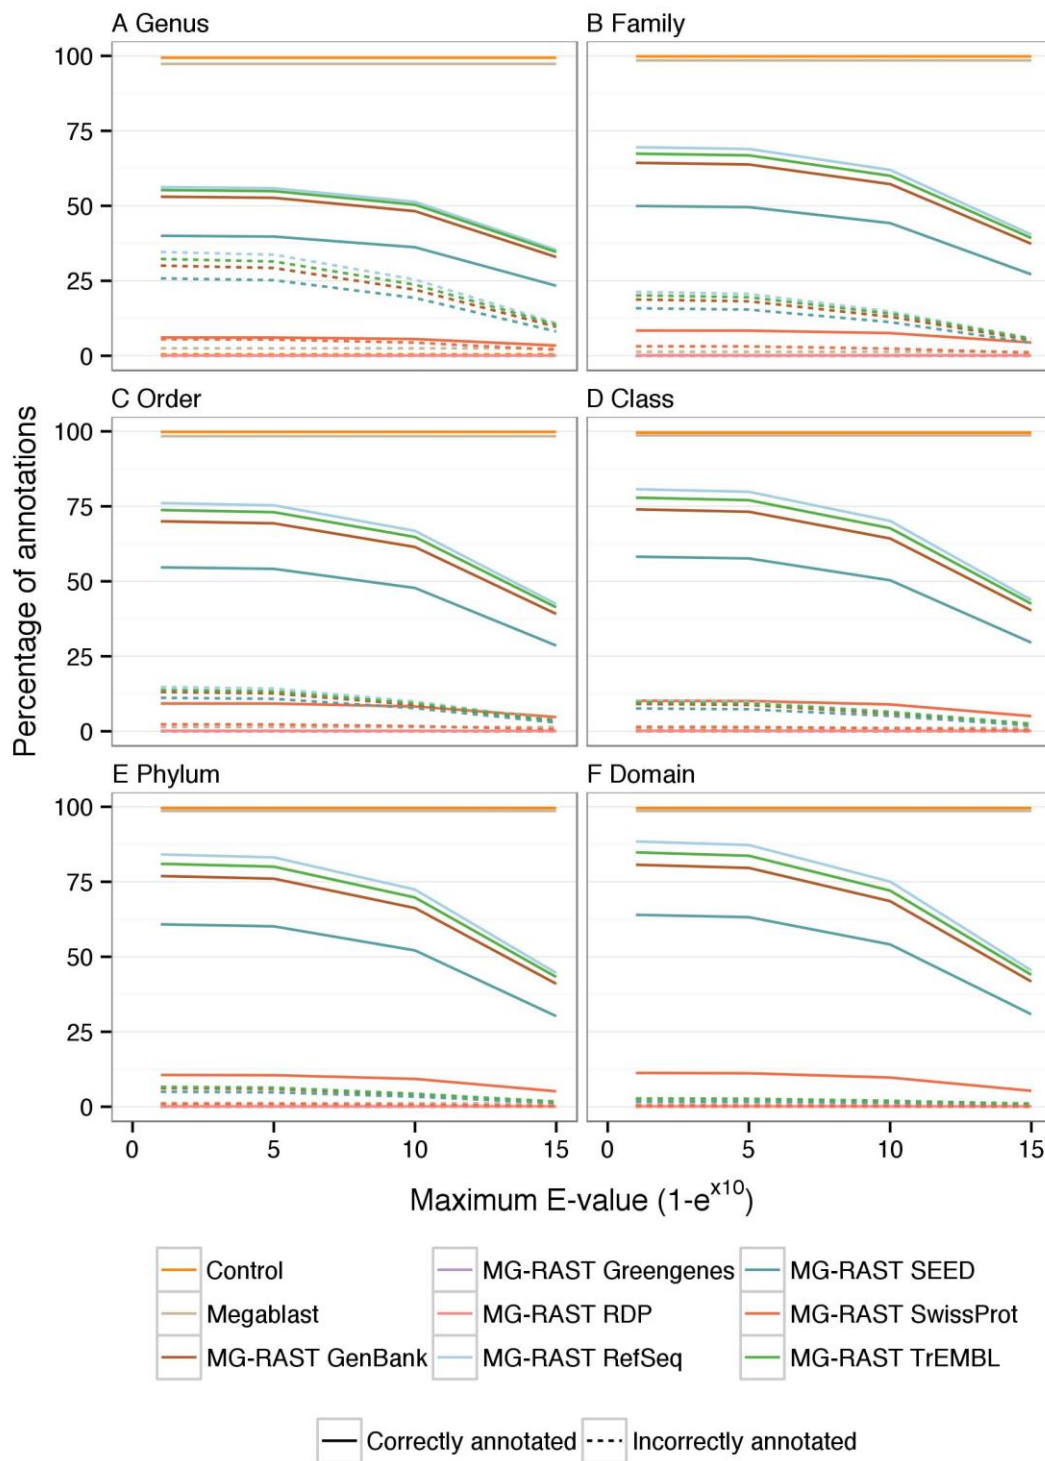 A Genus
B Family
100
75
50
25
0
C Order
D Class
100
75
50
25
0
E Phylum
F Domain
100
75
50
25
0
0 5 10 15 0 5 10 15
Percentage of annotations
Maximum E-value (1-e^x10)
Control
MG-RAST Greengenes
MG-RAST SEED
Megablast
MG-RAST RDP
MG-RAST SwissProt
MG-RAST GenBank
MG-RAST RefSeq
MG-RAST TrEMBL
Correctly annotated
Incorrectly annotated